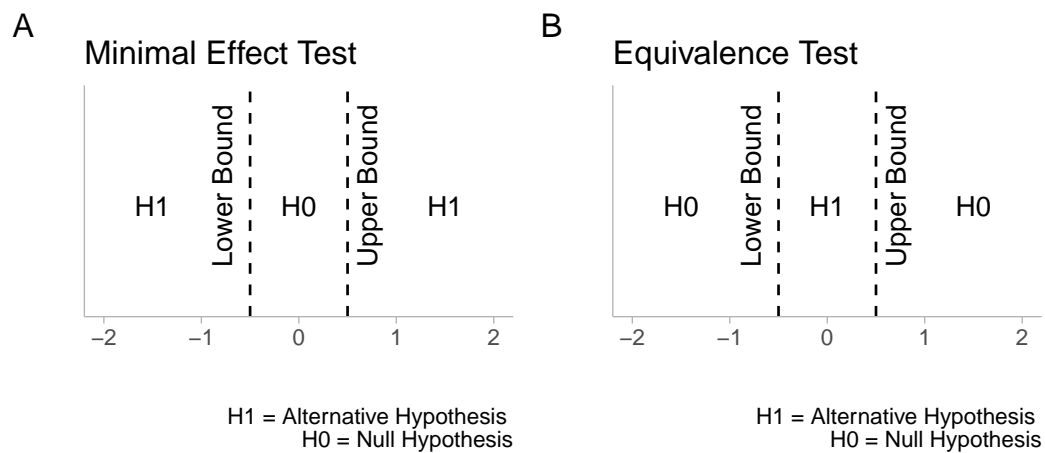 A
Minimal Effect Test
H1
Lower Bound
H0
Upper Bound
H1
−2
−1
0
1
2
H1 = Alternative Hypothesis
H0 = Null Hypothesis
B
Equivalence Test
H0
Lower Bound
H1
Upper Bound
H0
−2
−1
0
1
2
H1 = Alternative Hypothesis
H0 = Null Hypothesis